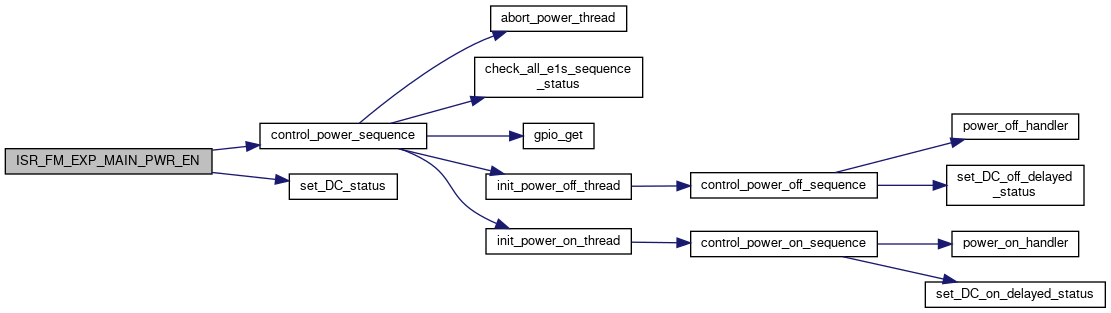 ISR_FM_EXP_MAIN_PWR_EN
control_power_sequence
set_DC_status
abort_power_thread
check_all_e1s_sequence
_status
gpio_get
init_power_off_thread
init_power_on_thread
control_power_off_sequence
control_power_on_sequence
power_off_handler
set_DC_off_delayed
_status
power_on_handler
set_DC_on_delayed_status